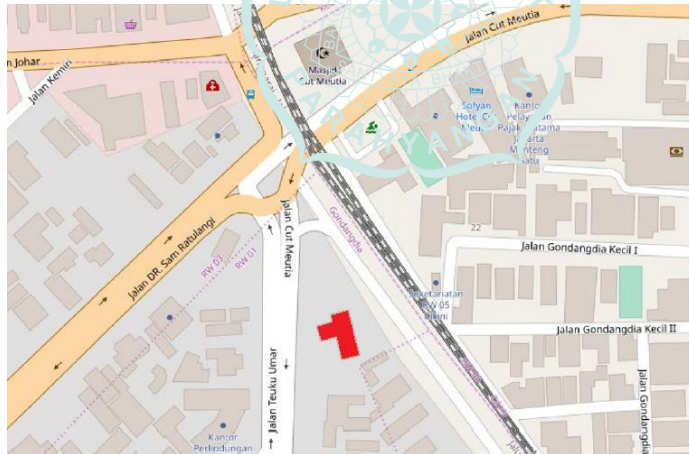 Jalan Cut Meutia
n Johar
Jalan Kemiri
Masjid
Cut Meutia
PARAHYANGAN
Sofyan
Hotel Cut
Meutia
Kantor
Pelayanan
Pajak Pratama
Jakarta
Menteng
Satu
Jalan DR. Sam Ratulangi
RW 03
RW 01
Jalan Cut Meutia
Gondangdia
22
Jalan Gondangdia Kecil I
Sekretariatan
RW 05
Jalan Gondangdia Kecil II
Jalan Teuku Umar
Jalan Gondangdia
Kantor
Perlindungan